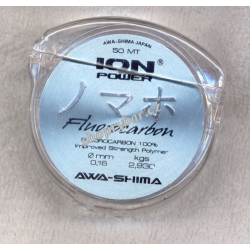 AWA-SHIMA JAPAN
50 MT
ION
POWER
ノマホ
Fluorocarbon
FLUOROCARBON 100%
Improved Strength Polymer
Ø mm kgs
0,16 2,930
AWA-SHIMA